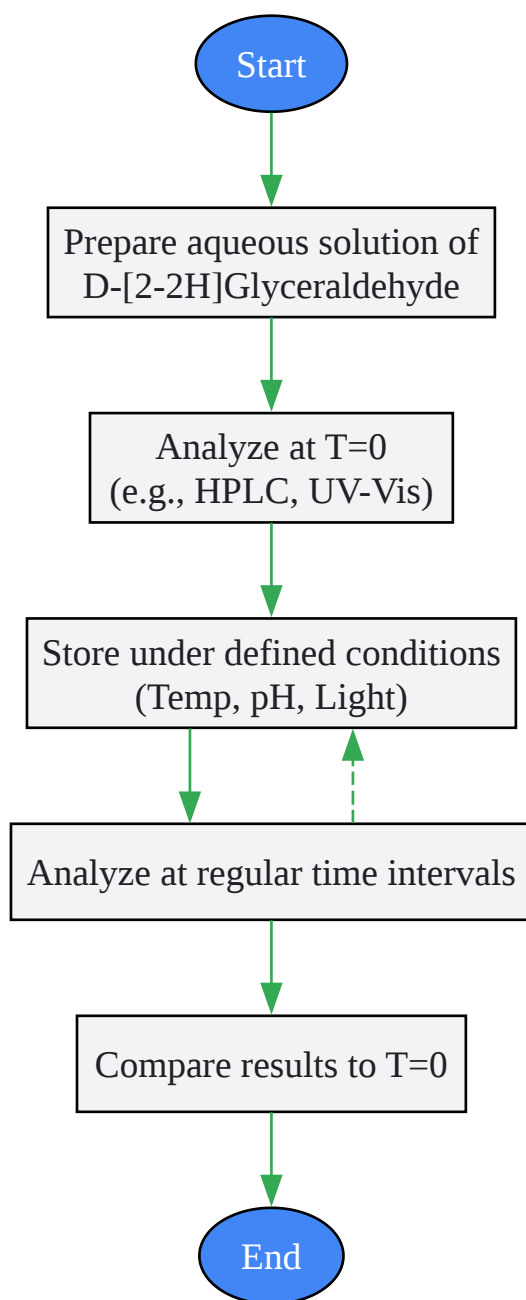 Start
Prepare aqueous solution of
D-[2-2H]Glyceraldehyde
Analyze at T=0
(e.g., HPLC, UV-Vis)
Store under defined conditions
(Temp, pH, Light)
Analyze at regular time intervals
Compare results to T=0
End